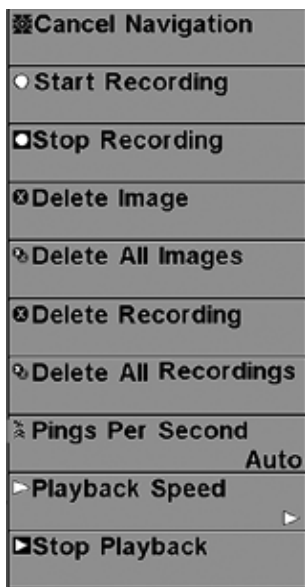 Cancel Navigation
Start Recording
Stop Recording
Delete Image
Delete All Images
Delete Recording
Delete All Recordings
Pings Per Second
Auto
Playback Speed
Stop Playback